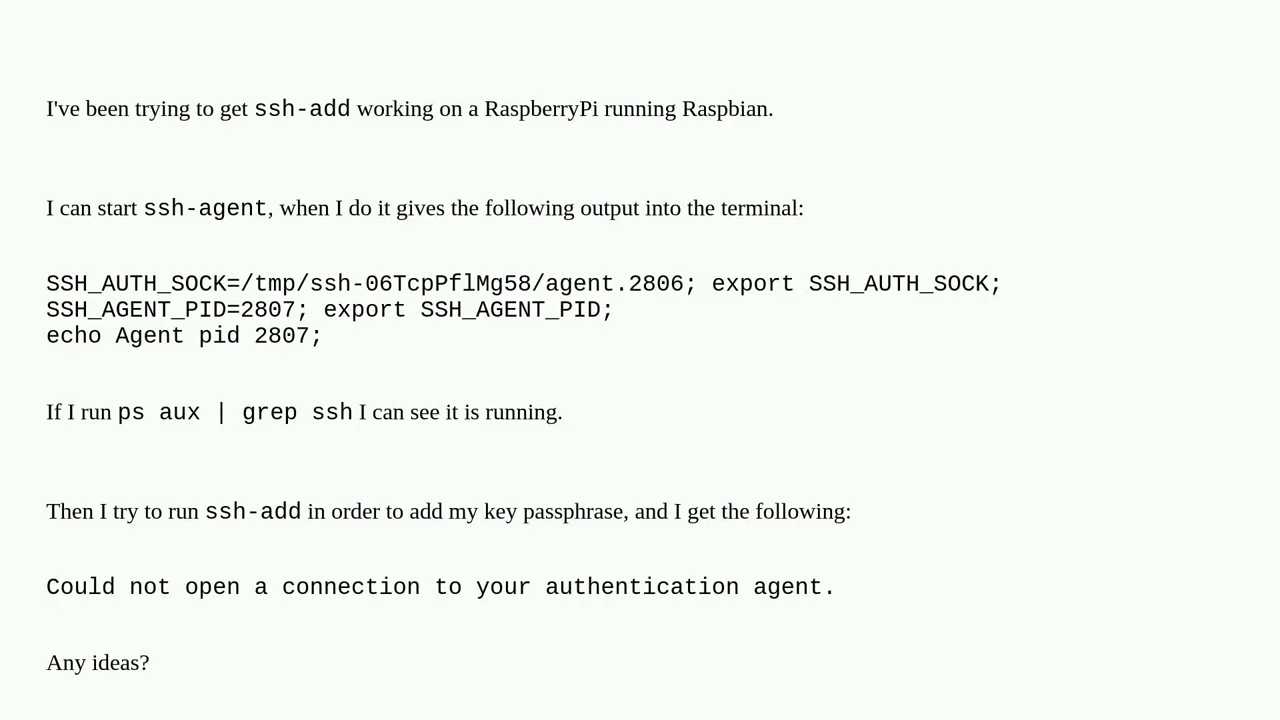 I've been trying to get ssh-add working on a RaspberryPi running Raspbian.
I can start ssh-agent, when I do it gives the following output into the terminal:
SSH_AUTH_SOCK=/tmp/ssh-06TcpPflMg58/agent.2806; export SSH_AUTH_SOCK;
SSH_AGENT_PID=2807; export SSH_AGENT_PID;
echo Agent pid 2807;
If I run ps aux | grep ssh I can see it is running.
Then I try to run ssh-add in order to add my key passphrase, and I get the following:
Could not open a connection to your authentication agent.
Any ideas?